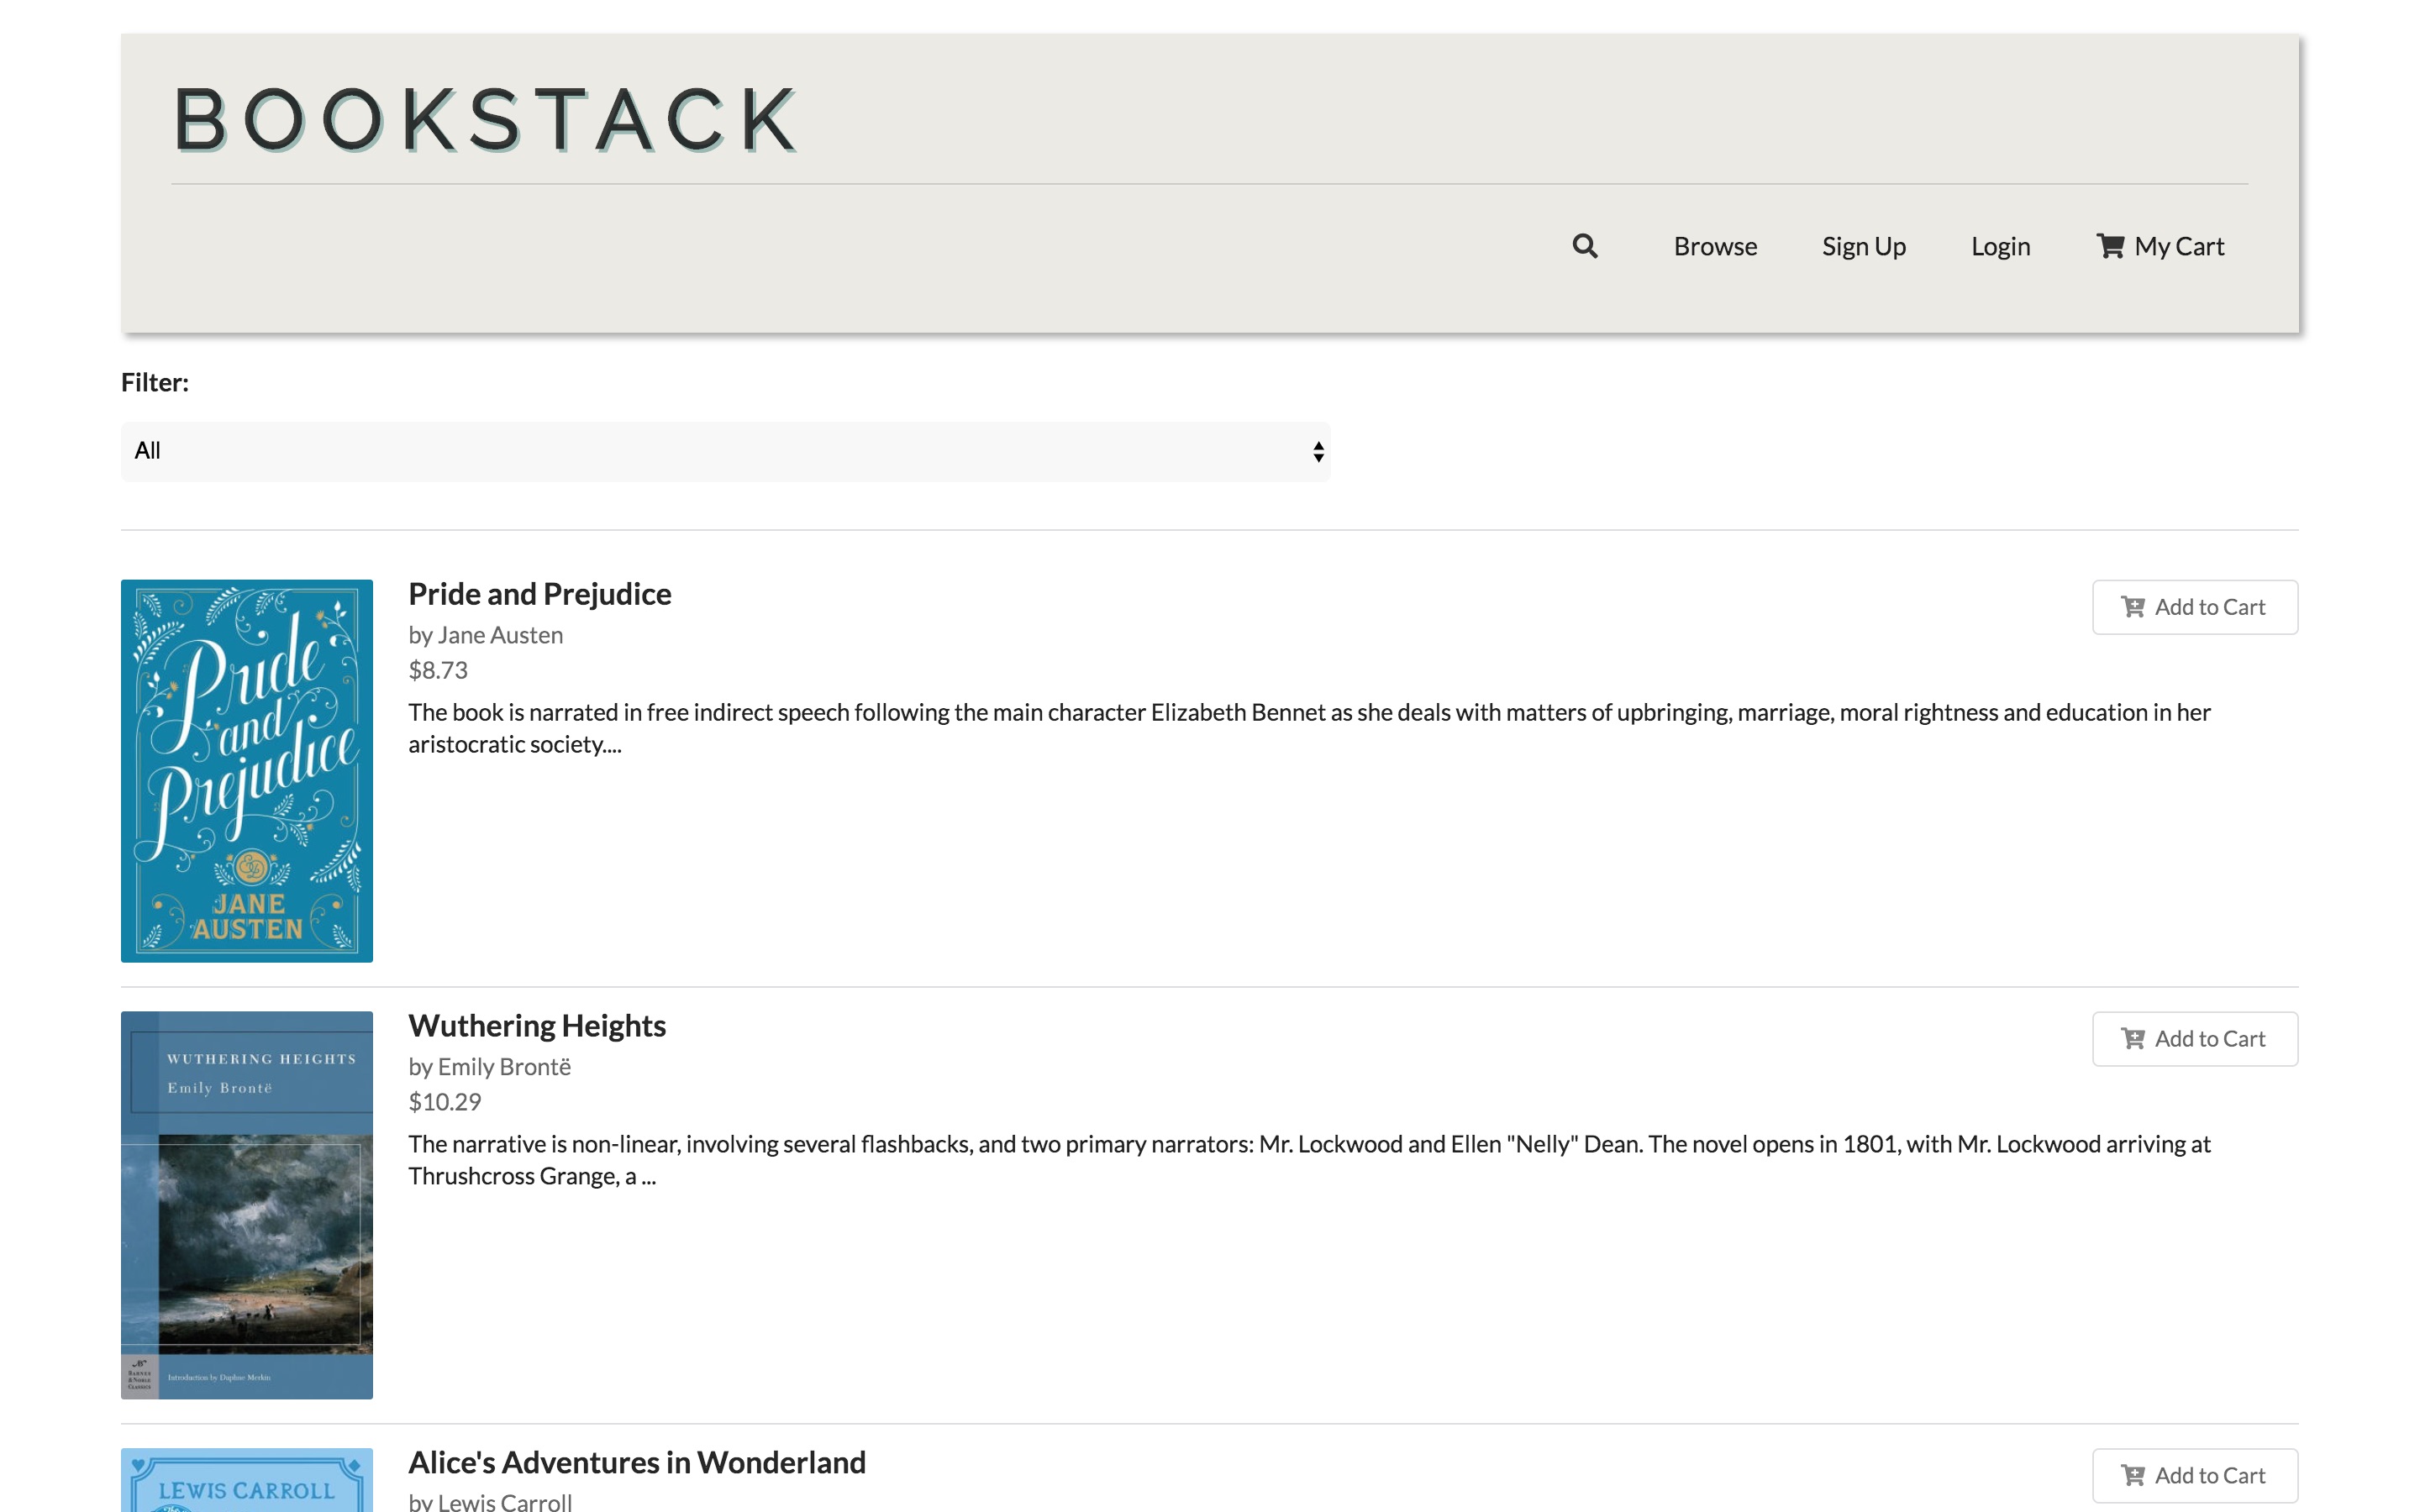 BOOKSTACK
Browse Sign Up Login My Cart
Filter:
All
Pride and Prejudice
JANE
AUSTEN
Pride and Prejudice
by Jane Austen
$8.73
The book is narrated in free indirect speech following the main character Elizabeth Bennet as she deals with matters of upbringing, marriage, moral rightness and education in her
aristocratic society....
Add to Cart
WUTHERING HEIGHTS
Emily Brontë
BARNES
& NOBLE
CLASSICS
Introduction by Daphne Merkin
Wuthering Heights
by Emily Brontë
$10.29
The narrative is non-linear, involving several flashbacks, and two primary narrators: Mr. Lockwood and Ellen "Nelly" Dean. The novel opens in 1801, with Mr. Lockwood arriving at
Thrushcross Grange, a ...
Add to Cart
LEWIS CARROLL
The
Alice's Adventures in Wonderland
by Lewis Carroll
Add to Cart